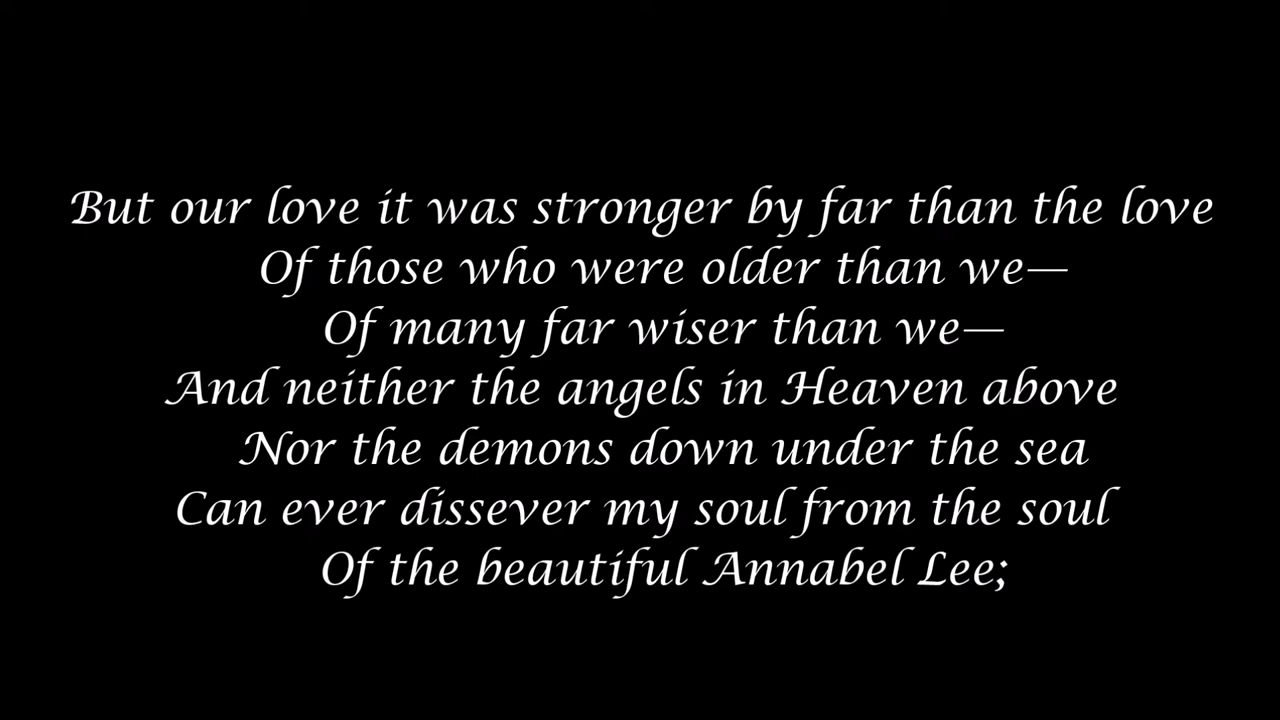 But our love it was stronger by far than the love
Of those who were older than we—
Of many far wiser than we—
And neither the angels in Heaven above
Nor the demons down under the sea
Can ever dissever my soul from the soul
Of the beautiful Annabel Lee;